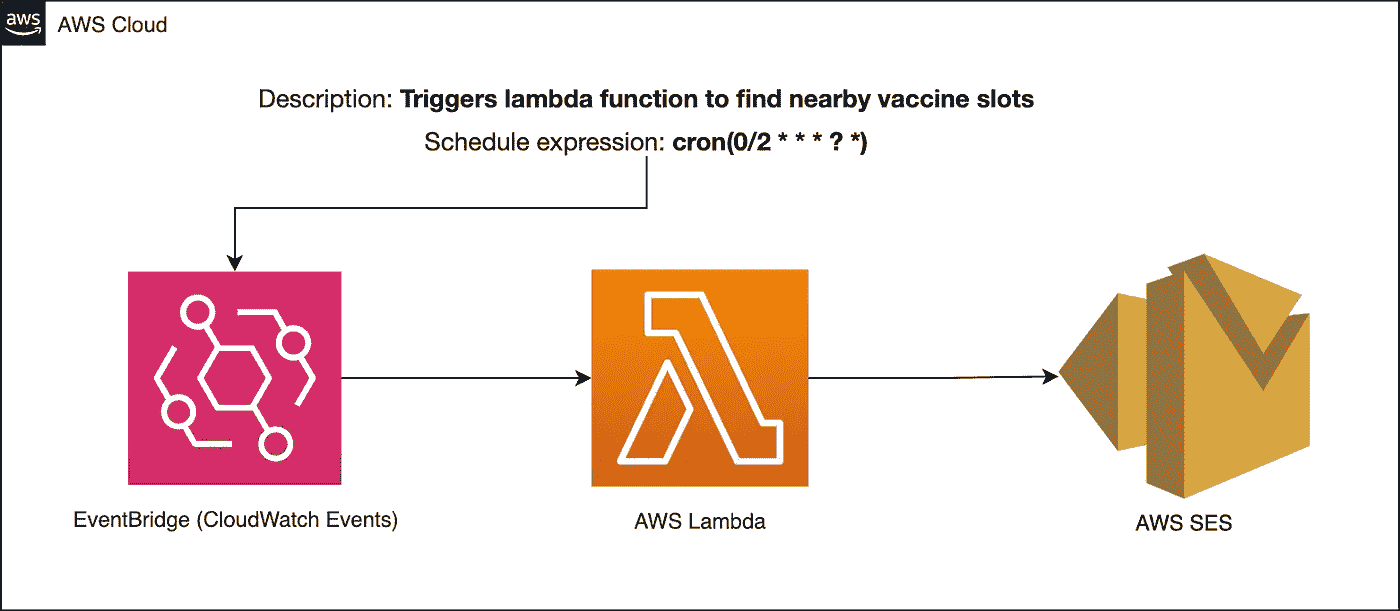 aws
AWS Cloud
Description: Triggers lambda function to find nearby vaccine slots
Schedule expression: cron(0/2 * * * ? *)
EventBridge (CloudWatch Events)
AWS Lambda
AWS SES